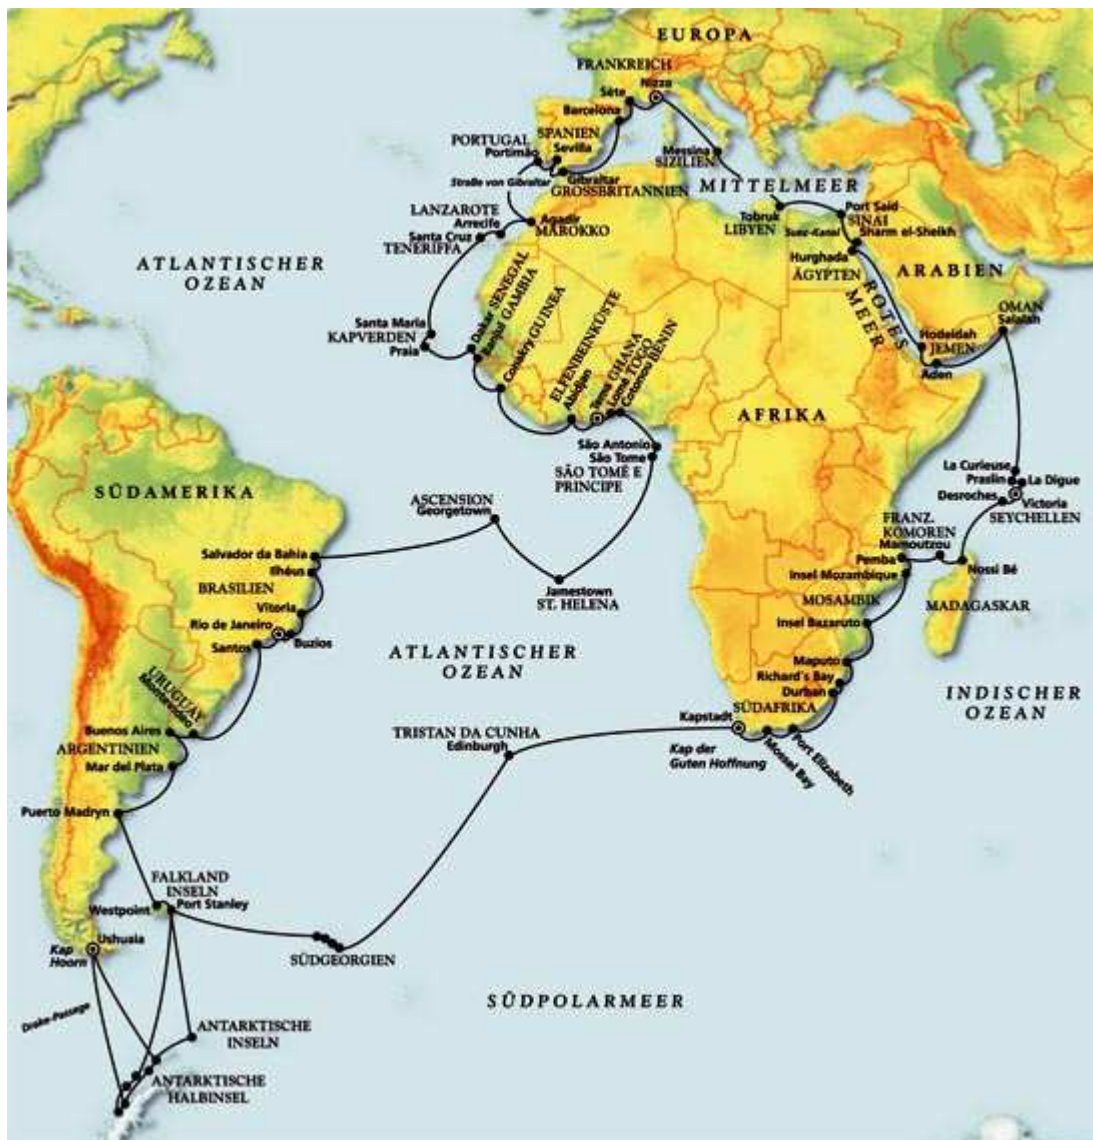 EUROPA
FRANKREICH
Nizza
Sète
Barcelona
PORTUGAL
SPANIEN
Portimão
Sevilla
Messina
SIZILIEN
Straße von Gibraltar
Gibraltar
GROSSBRITANNIEN
MITTELMEER
LANZAROTE
Arrecife
Agadir
MAROKKO
Santa Cruz
TENERIFFA
Tobruk
LIBYEN
Port Said
SINAI
Suez-Kanal
Sharm el-Sheikh
Hurghada
ÄGYPTEN
ARABIEN
ATLANTISCHER
OZEAN
ROTES
MEER
OMAN
Salalah
Santa Maria
KAPVERDEN
Praia
Dakar SENEGAL
Banjul GAMBIA
Conakry GUINEA
ELFENBEINKÜSTE
Abidjan
Tema GHANA
Lomé TOGO
Cotonou BENIN
Hodeidah
JEMEN
Aden
AFRIKA
São Antonio
São Tome
SÃO TOMÉ E
PRINCIPE
La Curieuse
Praslin
La Digue
Desroches
Victoria
SEYCHELLEN
SÜDAMERIKA
ASCENSION
Georgetown
FRANZ.
KOMOREN
Mamoutzou
Salvador da Bahia
Pemba
Nossi Bé
Ilhéus
Insel Mozambique
BRASILIEN
Jamestown
ST. HELENA
MOSAMBIK
MADAGASKAR
Vitoria
Rio de Janeiro
Insel Bazaruto
Santos
Buzios
ATLANTISCHER
OZEAN
Maputo
Richard's Bay
Durban
INDISCHER
OZEAN
URUGUAY
Montevideo
SÜDAFRIKA
Kapstadt
Buenos Aires
ARGENTINIEN
TRISTAN DA CUNHA
Edinburgh
Kap der
Guten Hoffnung
Mossel Bay
Port Elizabeth
Mar del Plata
Puerto Madryn
FALKLAND
INSELN
Westpoint
Port Stanley
Ushuaia
Kap
Hoorn
SÜDGEORGIEN
SÜDPOLARMEER
Drake-Passage
ANTARKTISCHE
INSELN
ANTARKTISCHE
HALBINSEL